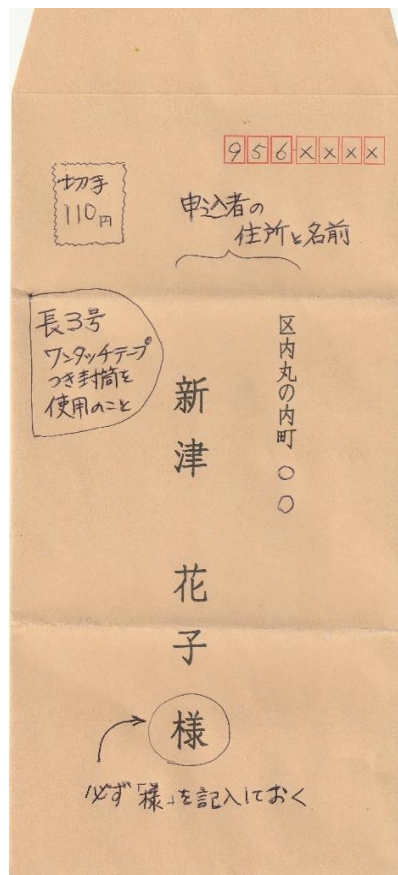 956-××××
切手
110円
申込者の
住所と名前
長3号
ワンタッチテープ
つき封筒を
使用のこと
区内丸の内町 ○○
新津 花子 様
必ず「様」を記入しておく